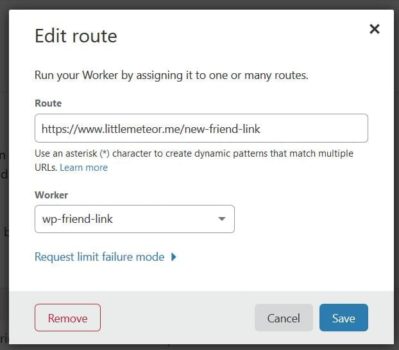 Edit route
Run your Worker by assigning it to one or many routes.
Route
https://www.littlemeteor.me/new-friend-link
Use an asterisk (*) character to create dynamic patterns that match multiple
URLs. Learn more
Worker
wp-friend-link
Request limit failure mode
Remove
Cancel
Save